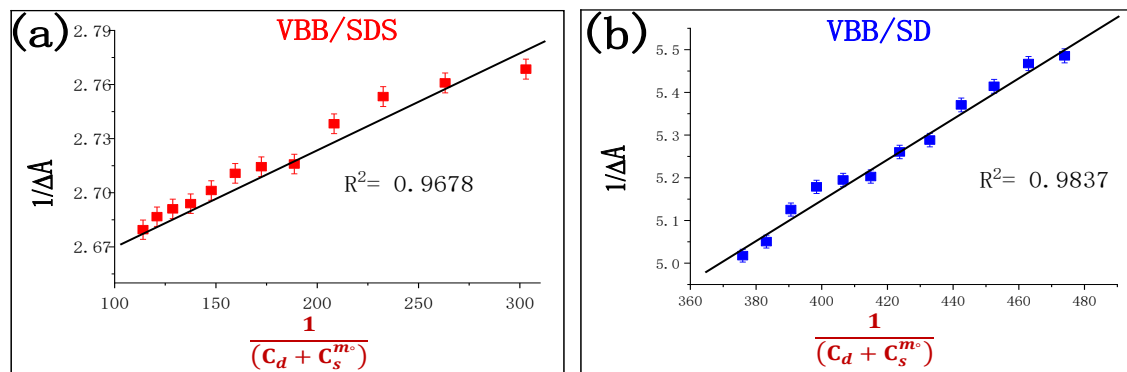 (a)
VBB/SDS
2.79
2.76
2.73
2.70
2.67
1/ΔA
R²= 0.9678
100 150 200 250 300
1
(C_d + C_s^{m°})
(b)
VBB/SD
5.5
5.4
5.3
5.2
5.1
5.0
1/ΔA
R²= 0.9837
360 380 400 420 440 460 480
1
(C_d + C_s^{m°})